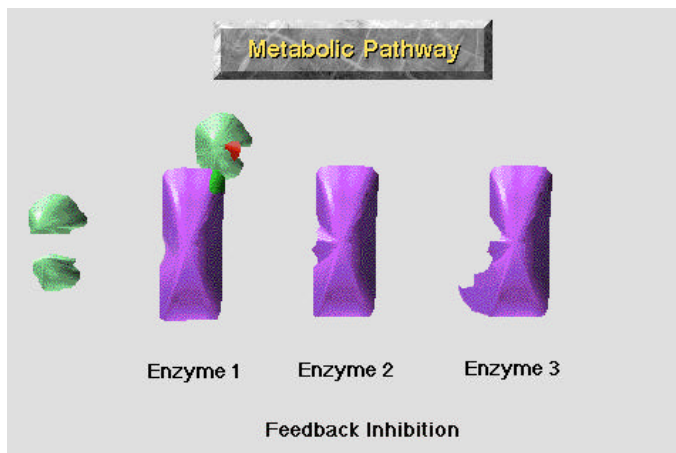 Metabolic Pathway
Enzyme 1
Enzyme 2
Enzyme 3
Feedback Inhibition